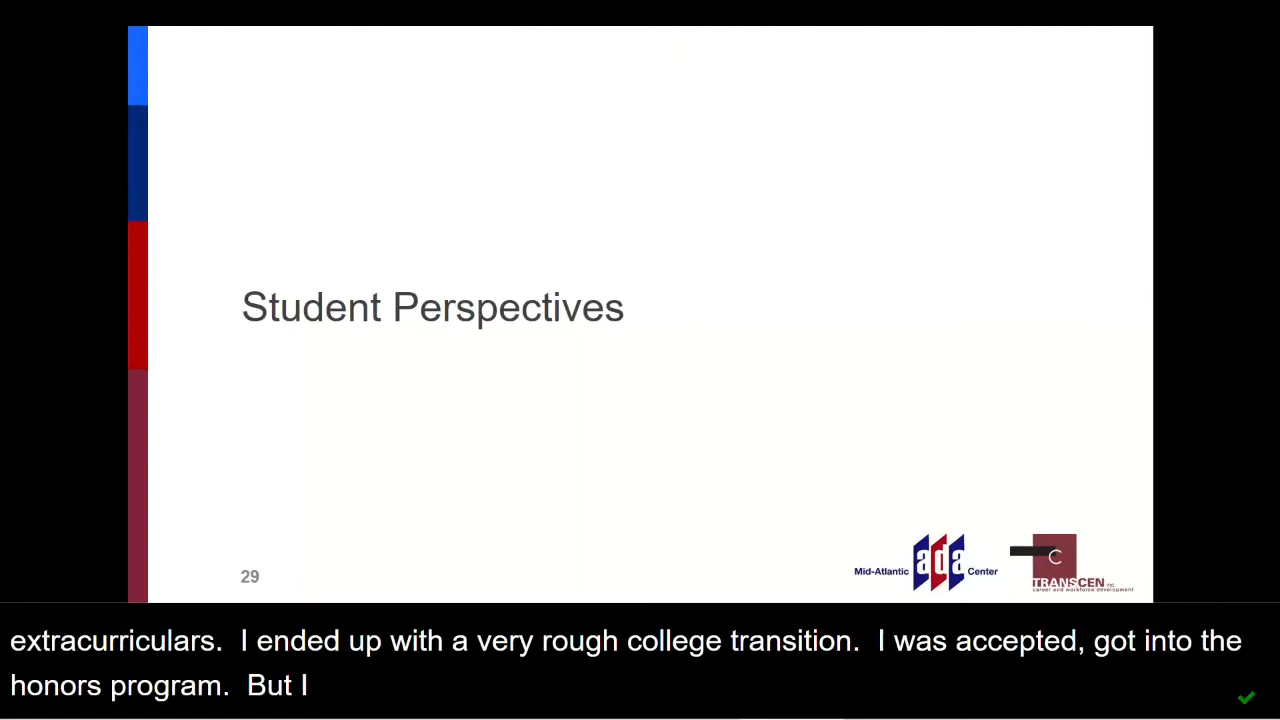 Student Perspectives
29
Mid-Atlantic ada Center
C
TRANSCEN inc.
career and workforce development
extracurriculars.  I ended up with a very rough college transition.  I was accepted, got into the
honors program.  But I